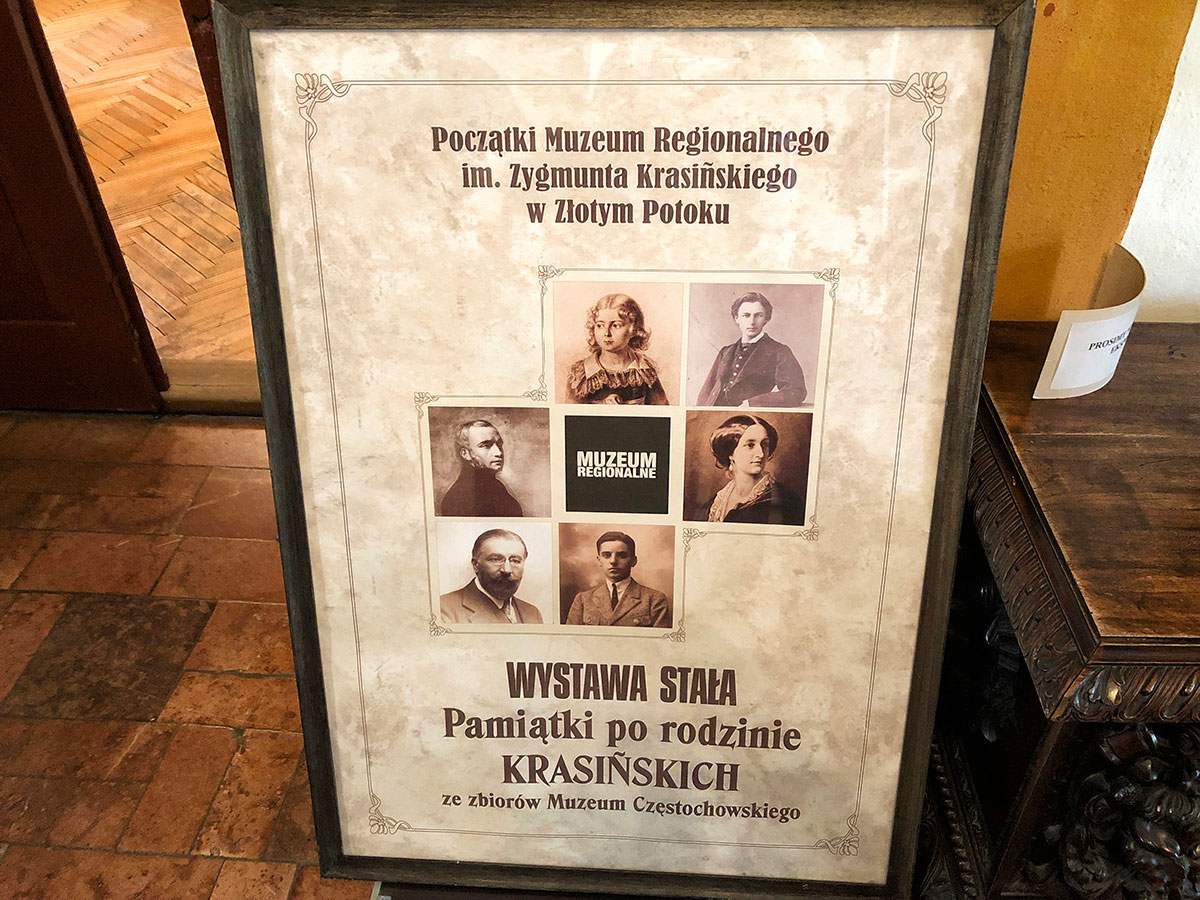 Początki Muzeum Regionalnego
im. Zygmunta Krasińskiego
w Złotym Potoku
MUZEUM
REGIONALNE
WYSTAWA STAŁA
Pamiątki po rodzinie
KRASIŃSKICH
ze zbiorów Muzeum Częstochowskiego